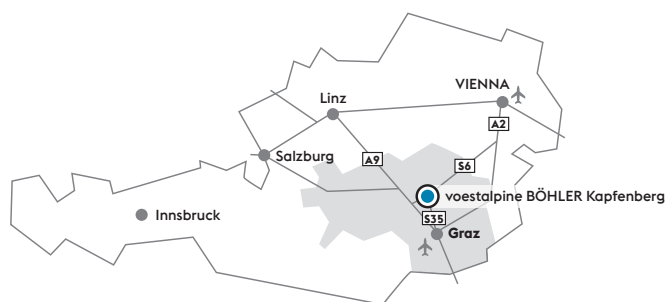 VIENNA
Linz
A2
Salzburg
A9
S6
voestalpine BÖHLER Kapfenberg
Innsbruck
S35
Graz